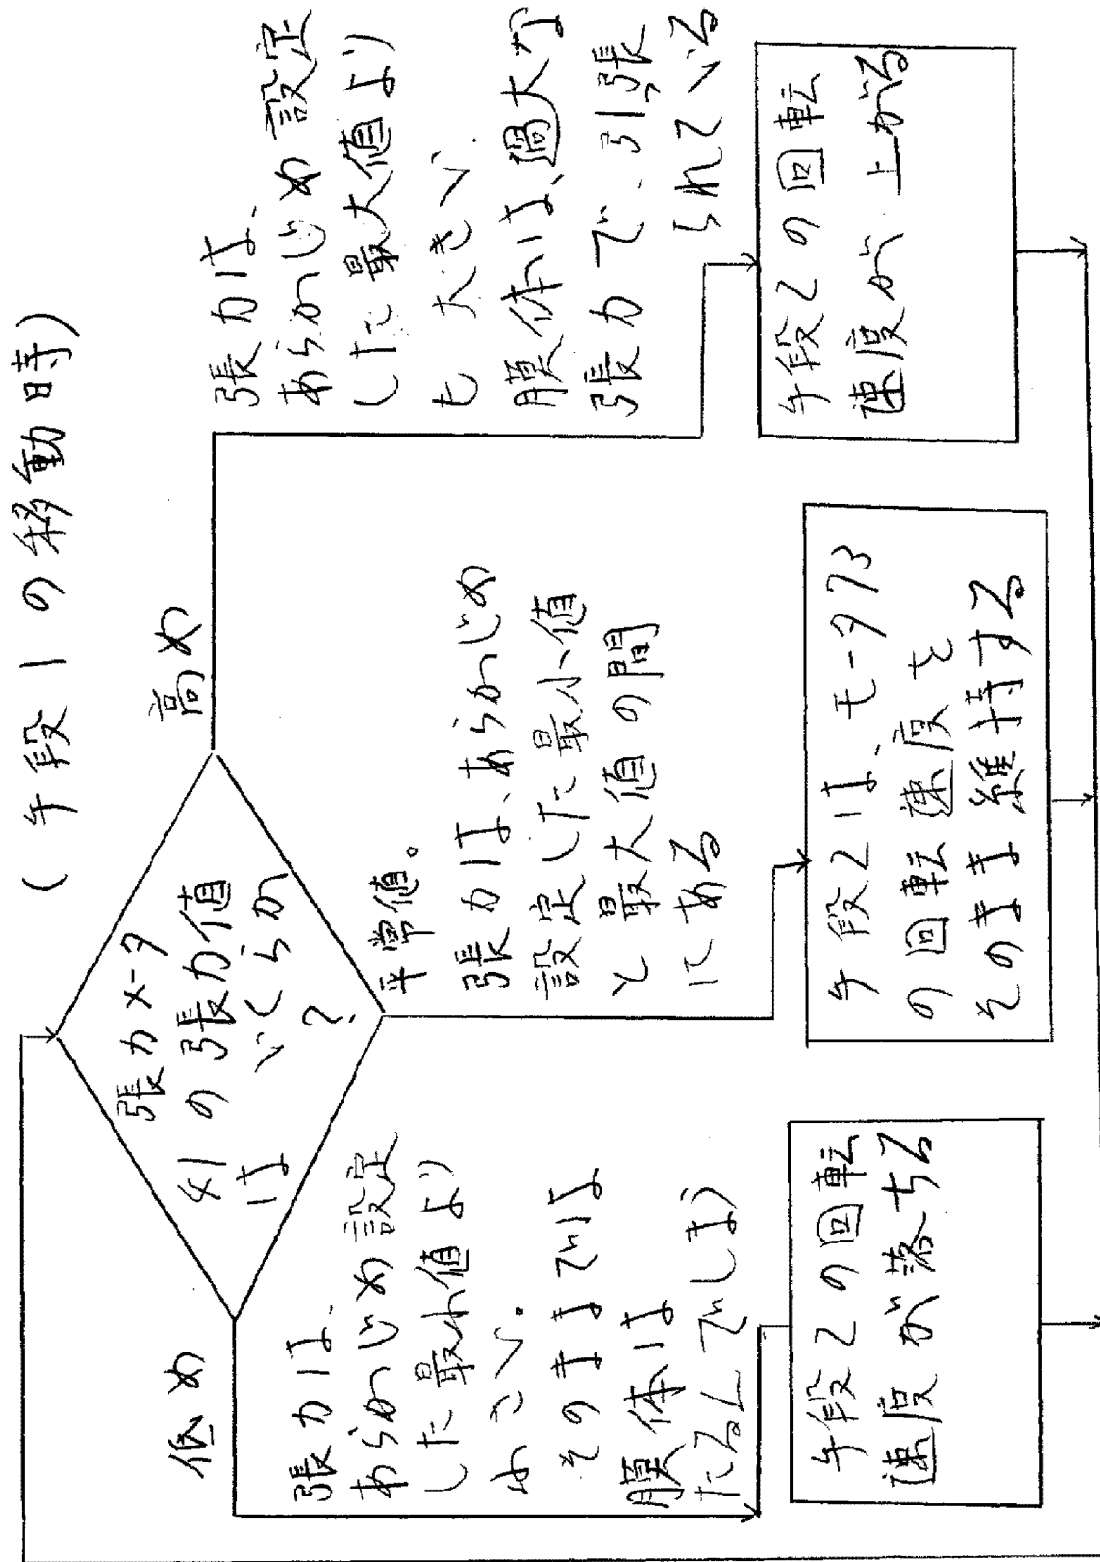 (手段1の移動時)
張力メータ
41の張力値
はいくらか
?
低め
張力は、
あらかじめ設定
した最小値より
小さい。
そのままでは
膜体は
たるんでしまう
手段2の回転
速度が落ちる
平常値。
張力は、あらかじめ
設定した最小値
と最大値の間
にある
手段2は、モータ73
の回転速度を
そのまま維持する
高め
張力は、
あらかじめ設定
した最大値より
も大きい。
膜体は、過大な
張力で、引張
られている
手段2の回転
速度が上がる